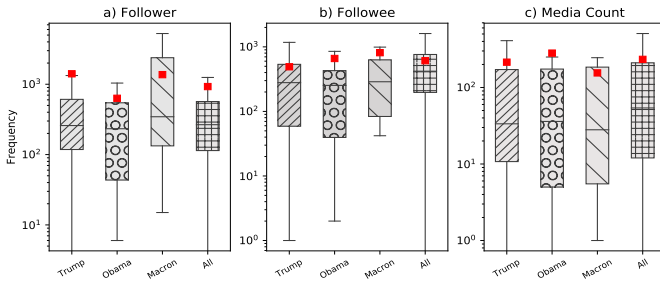 a) Follower
b) Followee
c) Media Count
Frequency
10³
10²
10¹
Trump
Obama
Macron
All
10³
10²
10¹
10⁰
Trump
Obama
Macron
All
10²
10¹
10⁰
Trump
Obama
Macron
All